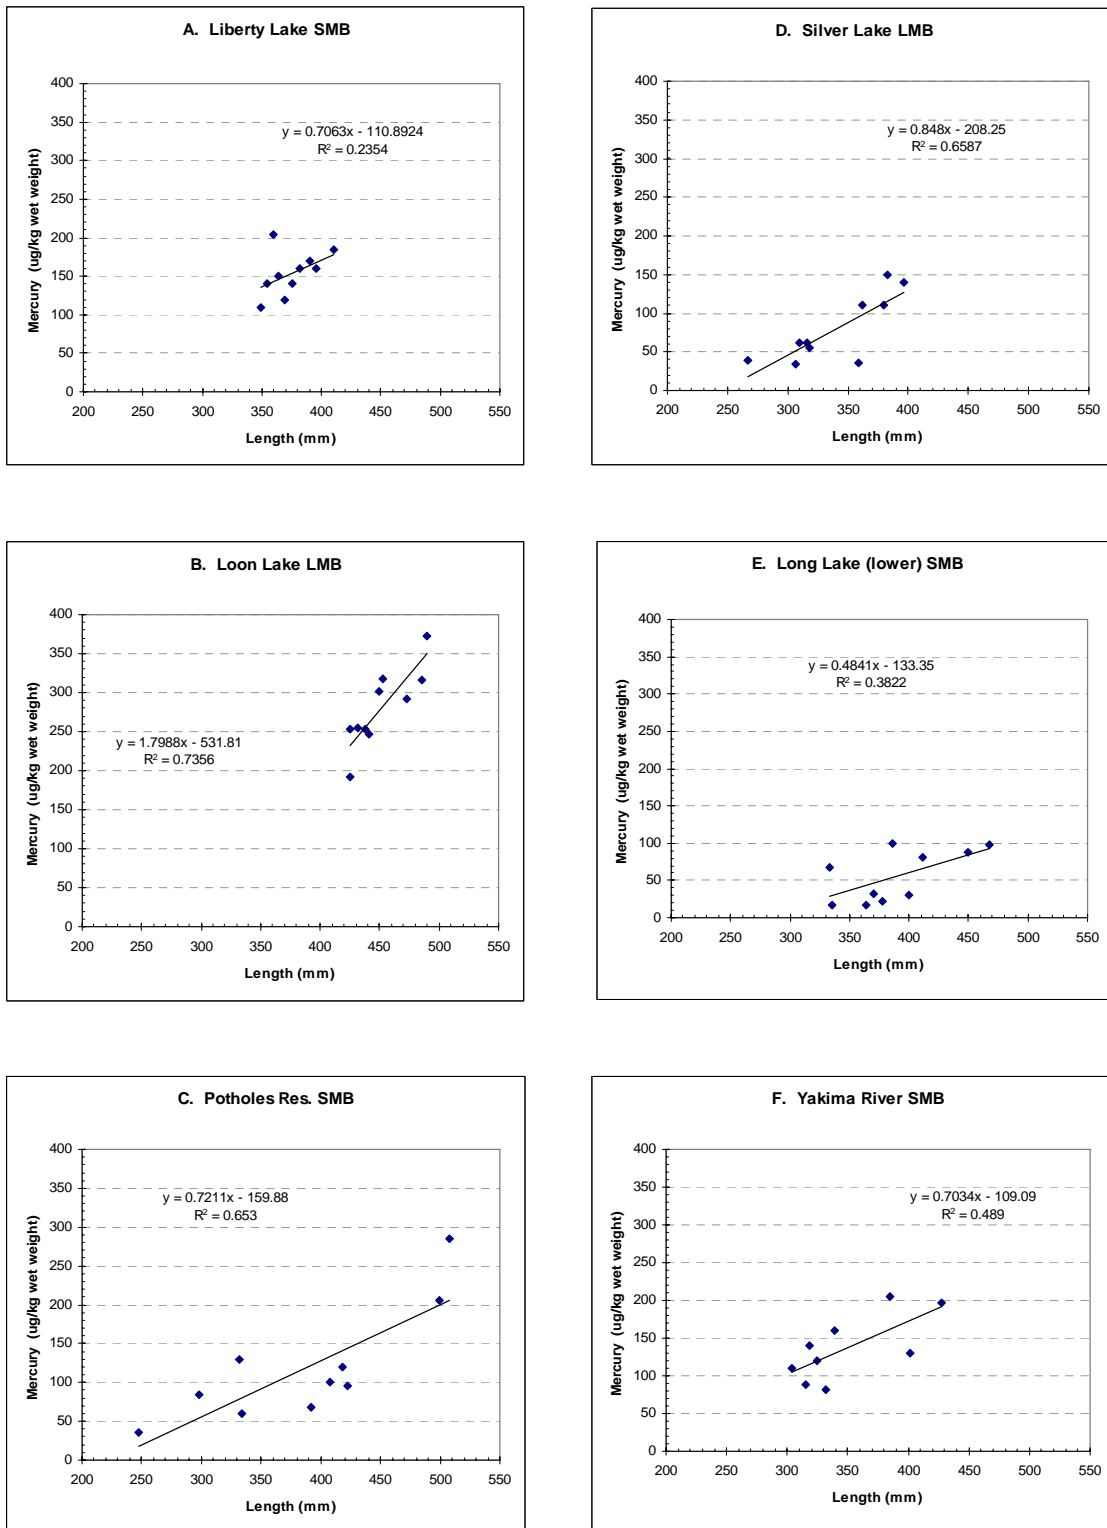 A. Liberty Lake SMB
400
350
300
250
200
150
100
50
0
Mercury (ug/kg wet weight)
y = 0.7063x - 110.8924
R² = 0.2354
200 250 300 350 400 450 500 550
Length (mm)
D. Silver Lake LMB
400
350
300
250
200
150
100
50
0
Mercury (ug/kg wet weight)
y = 0.848x - 208.25
R² = 0.6587
200 250 300 350 400 450 500 550
Length (mm)
B. Loon Lake LMB
400
350
300
250
200
150
100
50
0
Mercury (ug/kg wet weight)
y = 1.7988x - 531.81
R² = 0.7356
200 250 300 350 400 450 500 550
Length (mm)
E. Long Lake (lower) SMB
400
350
300
250
200
150
100
50
0
Mercury (ug/kg wet weight)
y = 0.4841x - 133.35
R² = 0.3822
200 250 300 350 400 450 500 550
Length (mm)
C. Potholes Res. SMB
400
350
300
250
200
150
100
50
0
Mercury (ug/kg wet weight)
y = 0.7211x - 159.88
R² = 0.653
200 250 300 350 400 450 500 550
Length (mm)
F. Yakima River SMB
400
350
300
250
200
150
100
50
0
Mercury (ug/kg wet weight)
y = 0.7034x - 109.09
R² = 0.489
200 250 300 350 400 450 500 550
Length (mm)